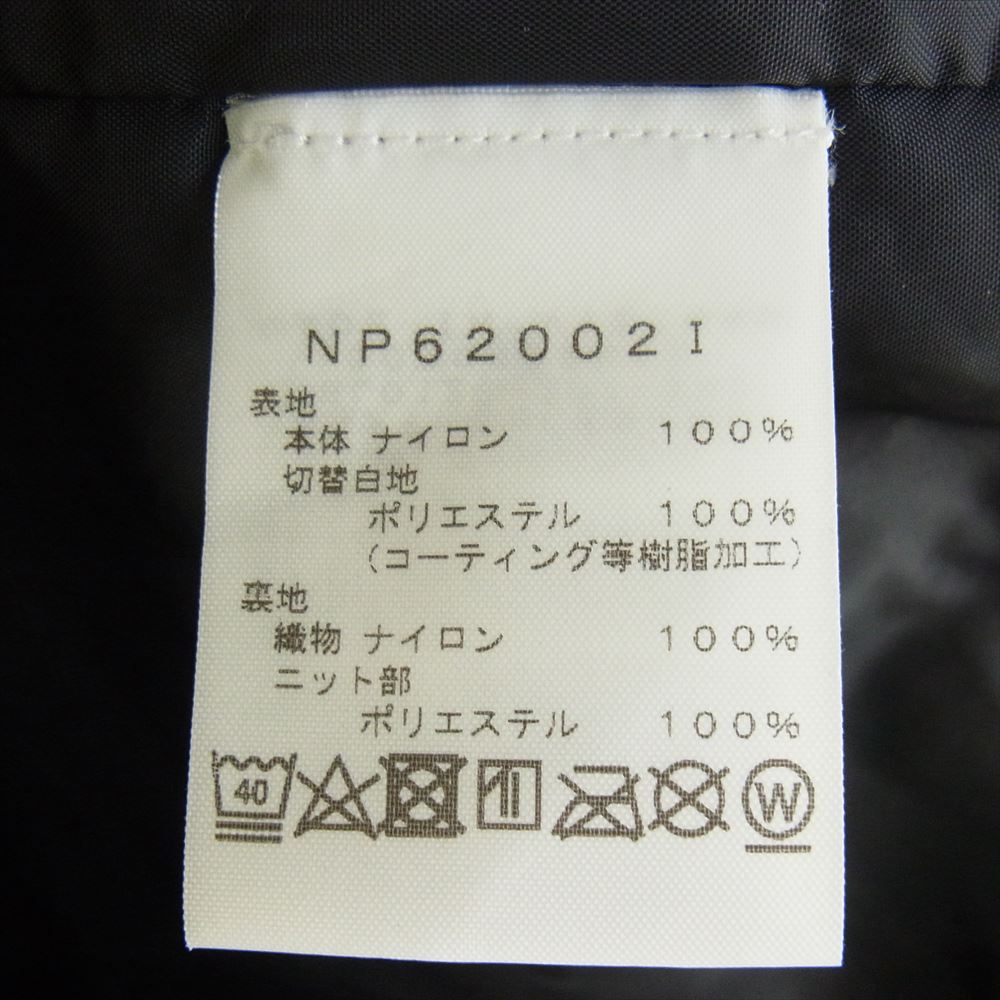 NP62002I
表地
本体 ナイロン 100%
切替白地
ポリエステル 100%
(コーティング等樹脂加工)
裏地
織物 ナイロン 100%
ニット部
ポリエステル 100%
40 W